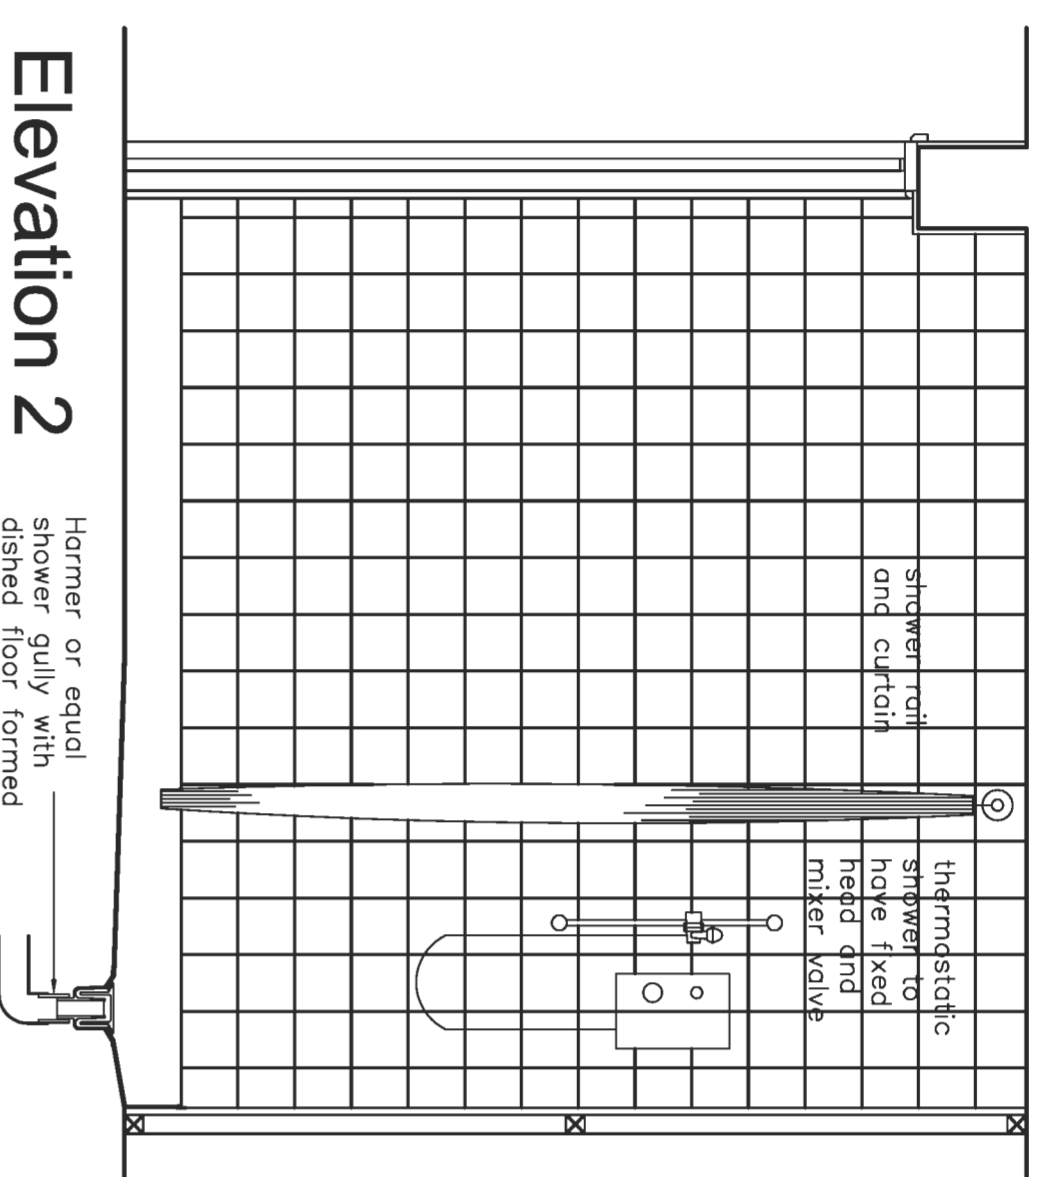 shower rail
and curtain
thermostatic
shower to
have fixed
head and
mixer valve
Elevation 2
Harmer or equal
shower gully with
dished floor formed